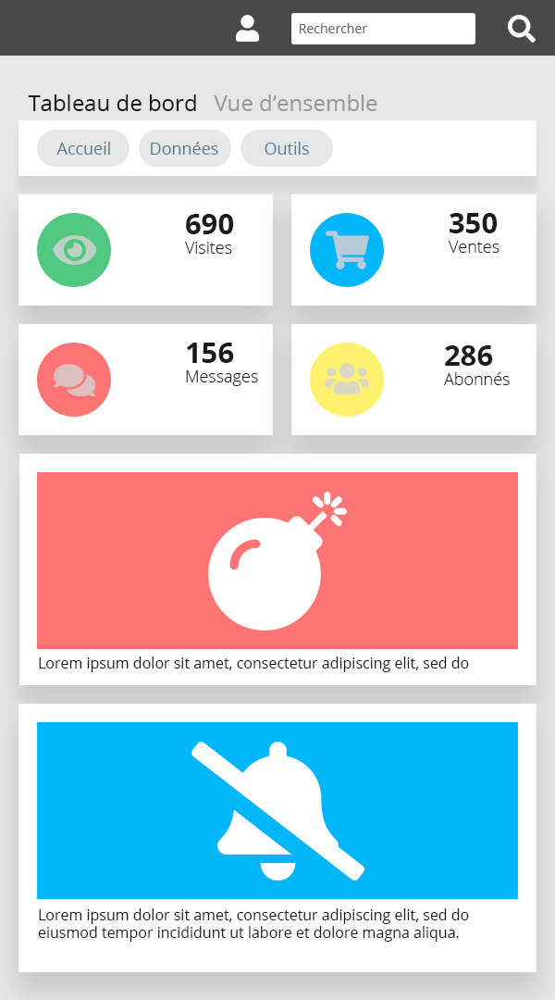 Rechercher
Tableau de bord Vue d’ensemble
Accueil Données Outils
690
Visites
350
Ventes
156
Messages
286
Abonnés
Lorem ipsum dolor sit amet, consectetur adipiscing elit, sed do
Lorem ipsum dolor sit amet, consectetur adipiscing elit, sed do
eiusmod tempor incididunt ut labore et dolore magna aliqua.